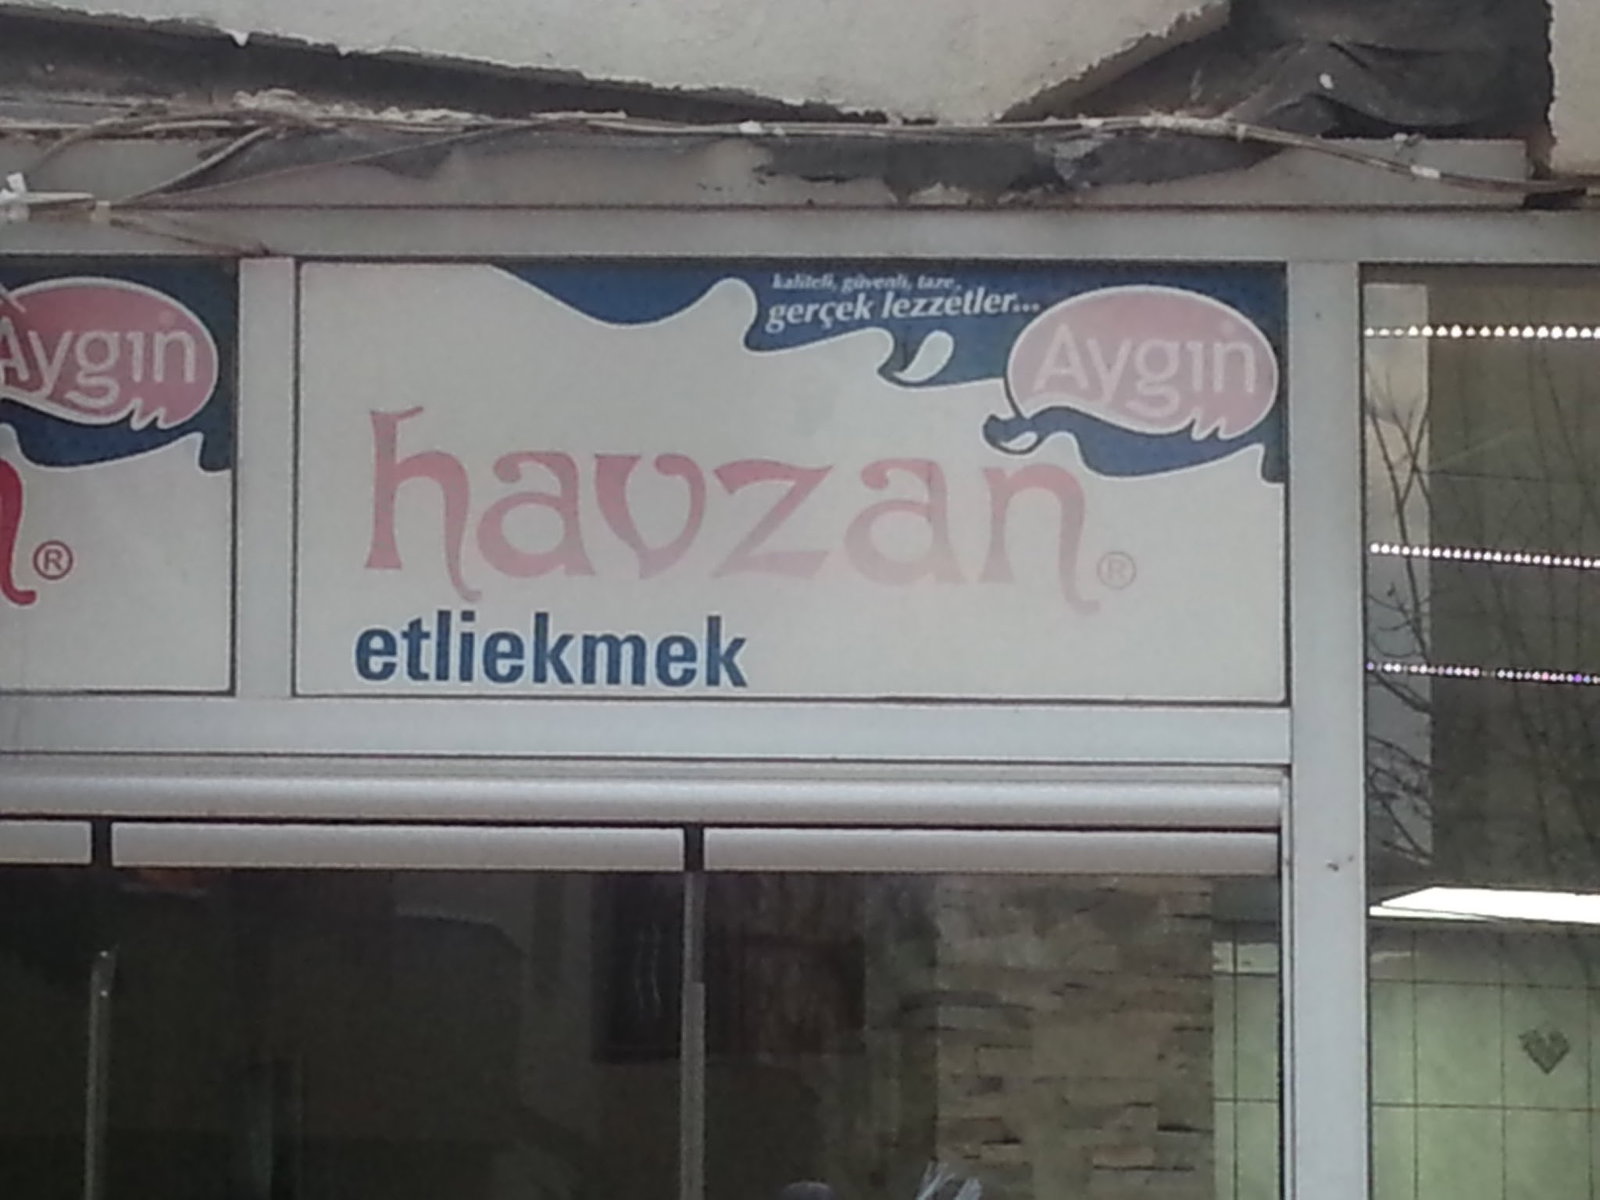 kaliteli, güvenli, taze,
gerçek lezzetler...
Aygın
Aygın
havzan®
®
etliekmek